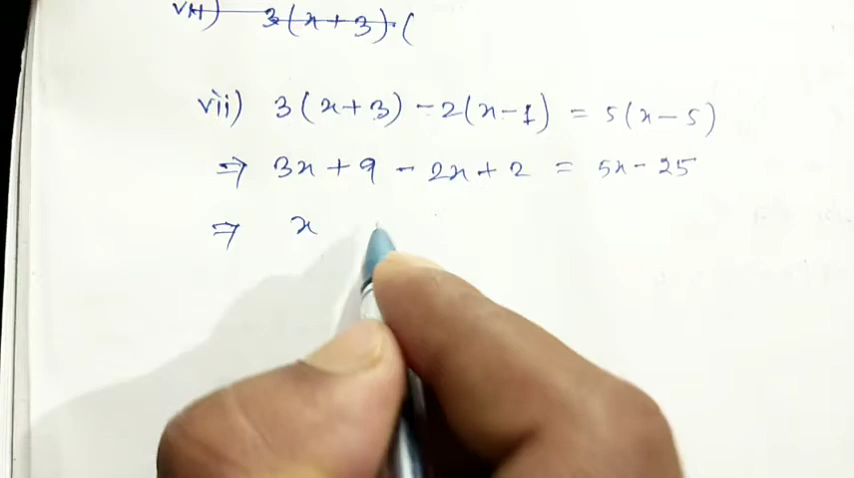 vii) 3(x+3)·(
vii) 3(x+3) - 2(x-1) = 5(x-5)
⇒ 3x + 9 - 2x + 2 = 5x - 25
⇒ x